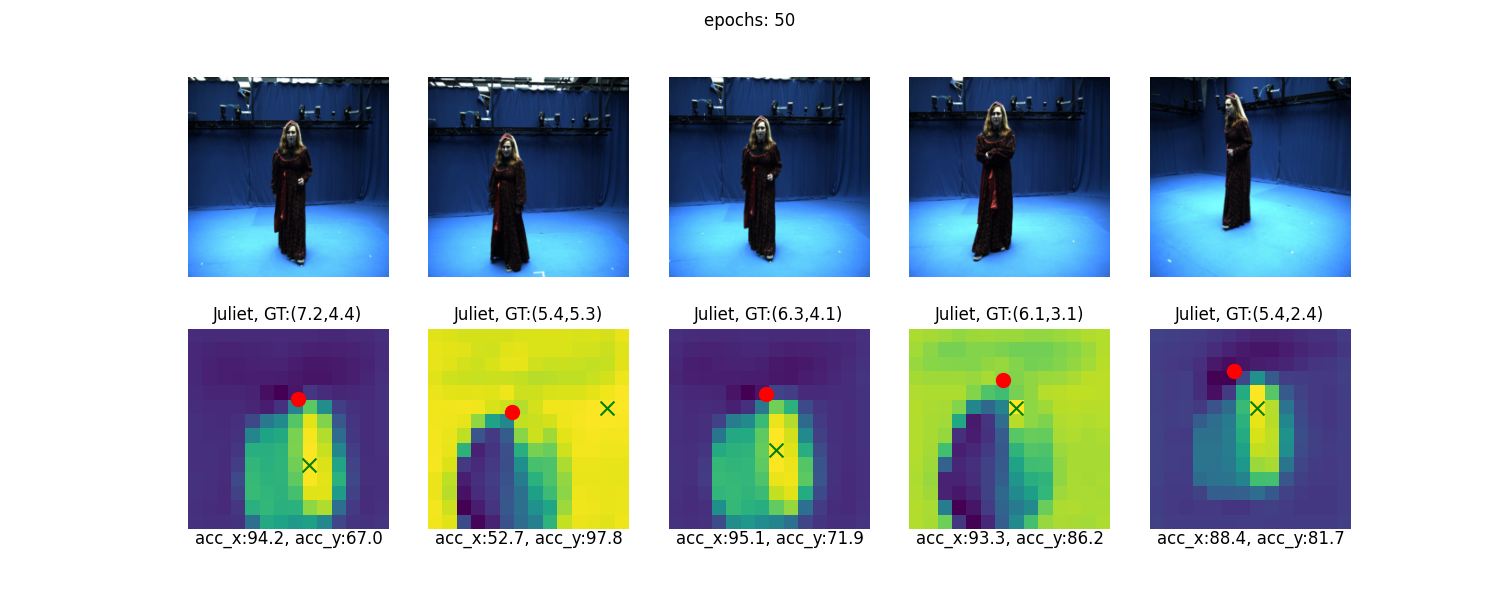 epochs: 50
Juliet, GT:(7.2,4.4)
Juliet, GT:(5.4,5.3)
Juliet, GT:(6.3,4.1)
Juliet, GT:(6.1,3.1)
Juliet, GT:(5.4,2.4)
acc_x:94.2, acc_y:67.0
acc_x:52.7, acc_y:97.8
acc_x:95.1, acc_y:71.9
acc_x:93.3, acc_y:86.2
acc_x:88.4, acc_y:81.7